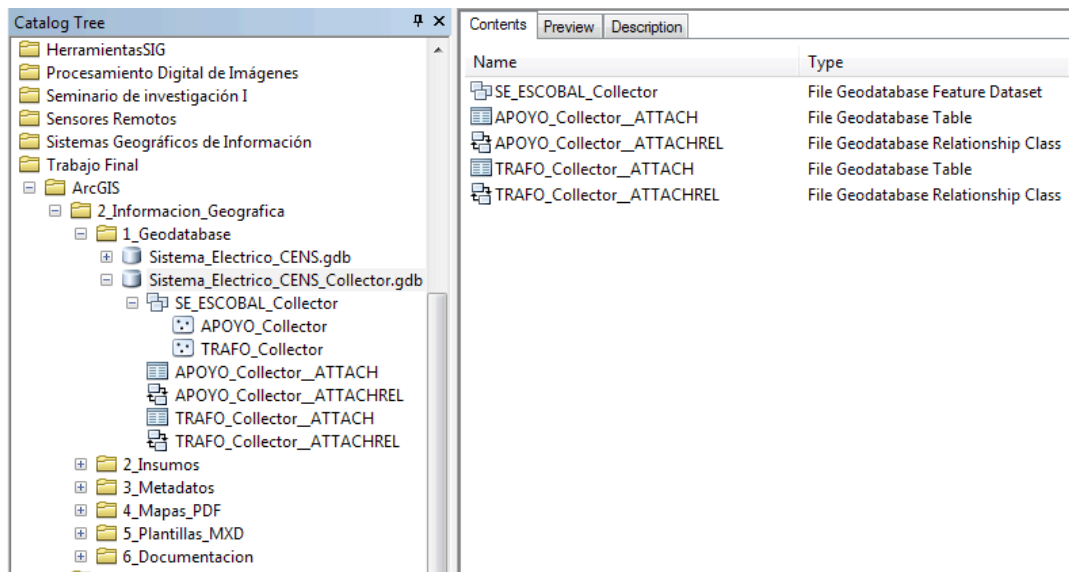 Catalog Tree
HerramientasSIG
Procesamiento Digital de Imágenes
Seminario de investigación I
Sensores Remotos
Sistemas Geográficos de Información
Trabajo Final
ArcGIS
2_Informacion_Geografica
1_Geodatabase
Sistema_Electrico_CENS.gdb
Sistema_Electrico_CENS_Collector.gdb
SE_ESCOBAL_Collector
APOYO_Collector
TRAFO_Collector
APOYO_Collector__ATTACH
APOYO_Collector__ATTACHREL
TRAFO_Collector__ATTACH
TRAFO_Collector__ATTACHREL
2_Insumos
3_Metadatos
4_Mapas_PDF
5_Plantillas_MXD
6_Documentacion
Contents Preview Description
Name Type
SE_ESCOBAL_Collector File Geodatabase Feature Dataset
APOYO_Collector__ATTACH File Geodatabase Table
APOYO_Collector__ATTACHREL File Geodatabase Relationship Class
TRAFO_Collector__ATTACH File Geodatabase Table
TRAFO_Collector__ATTACHREL File Geodatabase Relationship Class